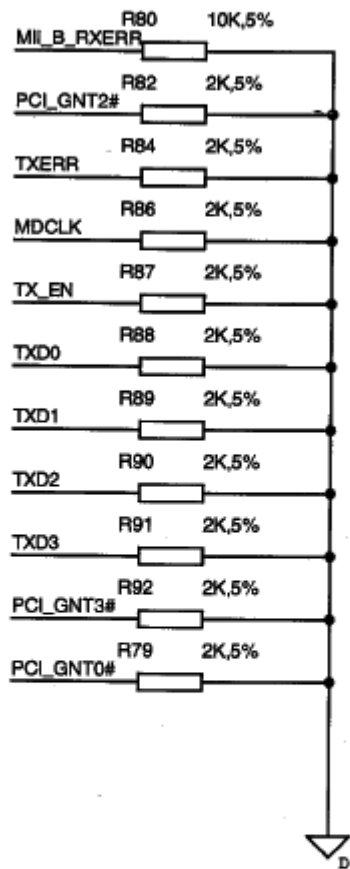 R80 10K,5%
MII_B_RXERR
R82 2K,5%
PCI_GNT2#
R84 2K,5%
TXERR
R86 2K,5%
MDCLK
R87 2K,5%
TX_EN
R88 2K,5%
TXD0
R89 2K,5%
TXD1
R90 2K,5%
TXD2
R91 2K,5%
TXD3
R92 2K,5%
PCI_GNT3#
R79 2K,5%
PCI_GNT0#
D